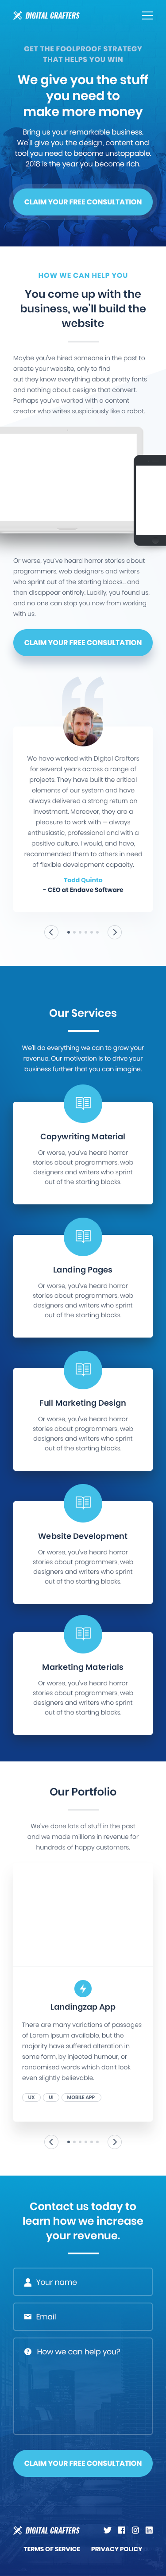 DIGITAL CRAFTERS
GET THE FOOLPROOF STRATEGY
THAT HELPS YOU WIN
We give you the stuff
you need to
make more money
Bring us your remarkable business.
We'll give you the design, content and
tool you need to become unstoppable.
2018 is the year you become rich.
CLAIM YOUR FREE CONSULTATION
HOW WE CAN HELP YOU
You come up with the
business, we'll build the
website
Maybe you've hired someone in the past to
create your website, only to find
out they know everything about pretty fonts
and nothing about designs that convert.
Perhaps you've worked with a content
creator who writes suspiciously like a robot.
Or worse, you've heard horror stories about
programmers, web designers and writers
who sprint out of the starting blocks... and
then disappear entirely. Luckily, you found us,
and no one can stop you now from working
with us.
CLAIM YOUR FREE CONSULTATION
We have worked with Digital Crafters
for several years across a range of
projects. They have built the critical
elements of our system and have
always delivered a strong return on
investment. Moreover, they are a
pleasure to work with – always
enthusiastic, professional and with a
positive culture. I would, and have,
recommended them to others in need
of flexible development capacity.
Todd Quinto
- CEO at Endave Software
Our Services
We'll do everything we can to grow your
revenue. Our motivation is to drive your
business further that you can imagine.
Copywriting Material
Or worse, you've heard horror
stories about programmers, web
designers and writers who sprint
out of the starting blocks.
Landing Pages
Or worse, you've heard horror
stories about programmers, web
designers and writers who sprint
out of the starting blocks.
Full Marketing Design
Or worse, you've heard horror
stories about programmers, web
designers and writers who sprint
out of the starting blocks.
Website Development
Or worse, you've heard horror
stories about programmers, web
designers and writers who sprint
out of the starting blocks.
Marketing Materials
Or worse, you've heard horror
stories about programmers, web
designers and writers who sprint
out of the starting blocks.
Our Portfolio
We've done lots of stuff in the past
and we made millions in revenue for
hundreds of happy customers.
Landingzap App
There are many variations of passages
of Lorem Ipsum available, but the
majority have suffered alteration in
some form, by injected humour, or
randomised words which don't look
even slightly believable.
UX UI MOBILE APP
Contact us today to
learn how we increase
your revenue.
Your name
Email
How we can help you?
CLAIM YOUR FREE CONSULTATION
DIGITAL CRAFTERS
TERMS OF SERVICE PRIVACY POLICY